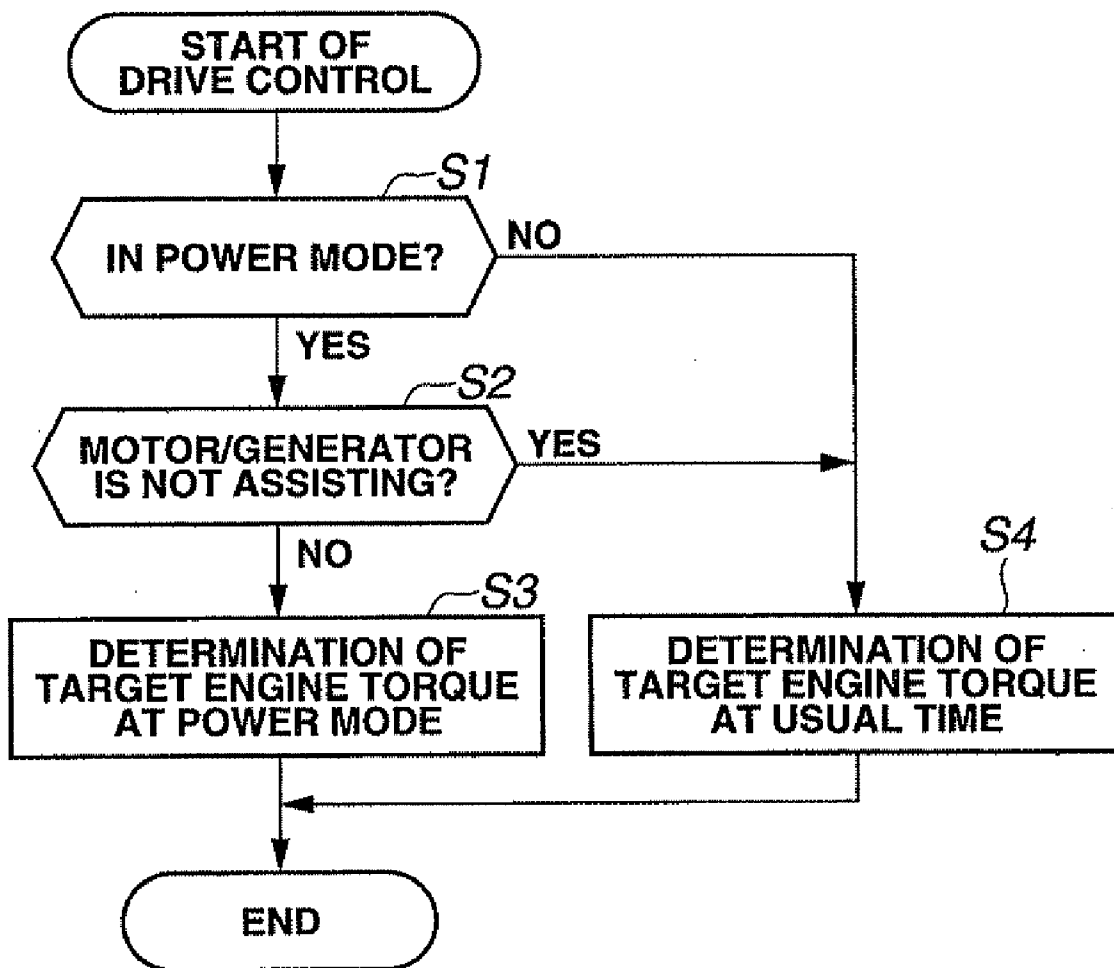 START OF
DRIVE CONTROL
S1
IN POWER MODE?
NO
YES
S2
MOTOR/GENERATOR
IS NOT ASSISTING?
YES
NO
S3
DETERMINATION OF
TARGET ENGINE TORQUE
AT POWER MODE
S4
DETERMINATION OF
TARGET ENGINE TORQUE
AT USUAL TIME
END